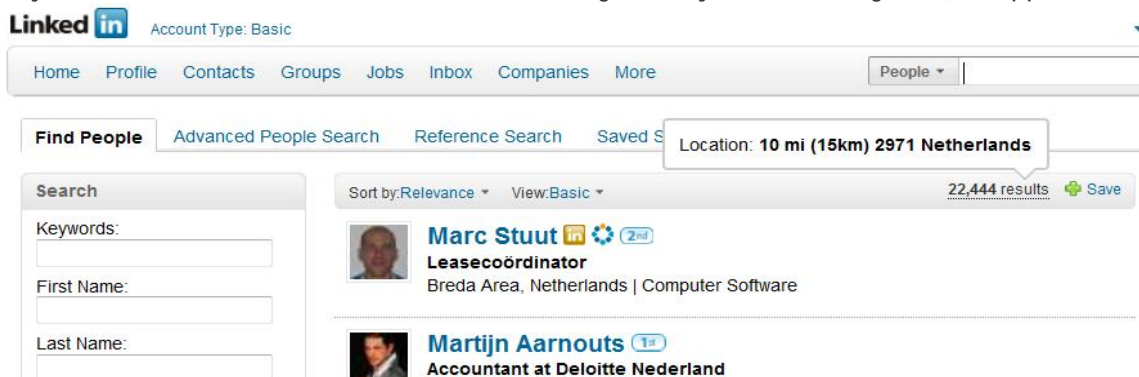 Linked in Account Type: Basic
Home Profile Contacts Groups Jobs Inbox Companies More People
Find People Advanced People Search Reference Search Saved S
Location: 10 mi (15km) 2971 Netherlands
Search
Sort by:Relevance View:Basic 22,444 results Save
Keywords:
Marc Stuut in 2nd
Leasecoördinator
Breda Area, Netherlands | Computer Software
First Name:
Last Name:
Martijn Aarnouts 1st
Accountant at Deloitte Nederland